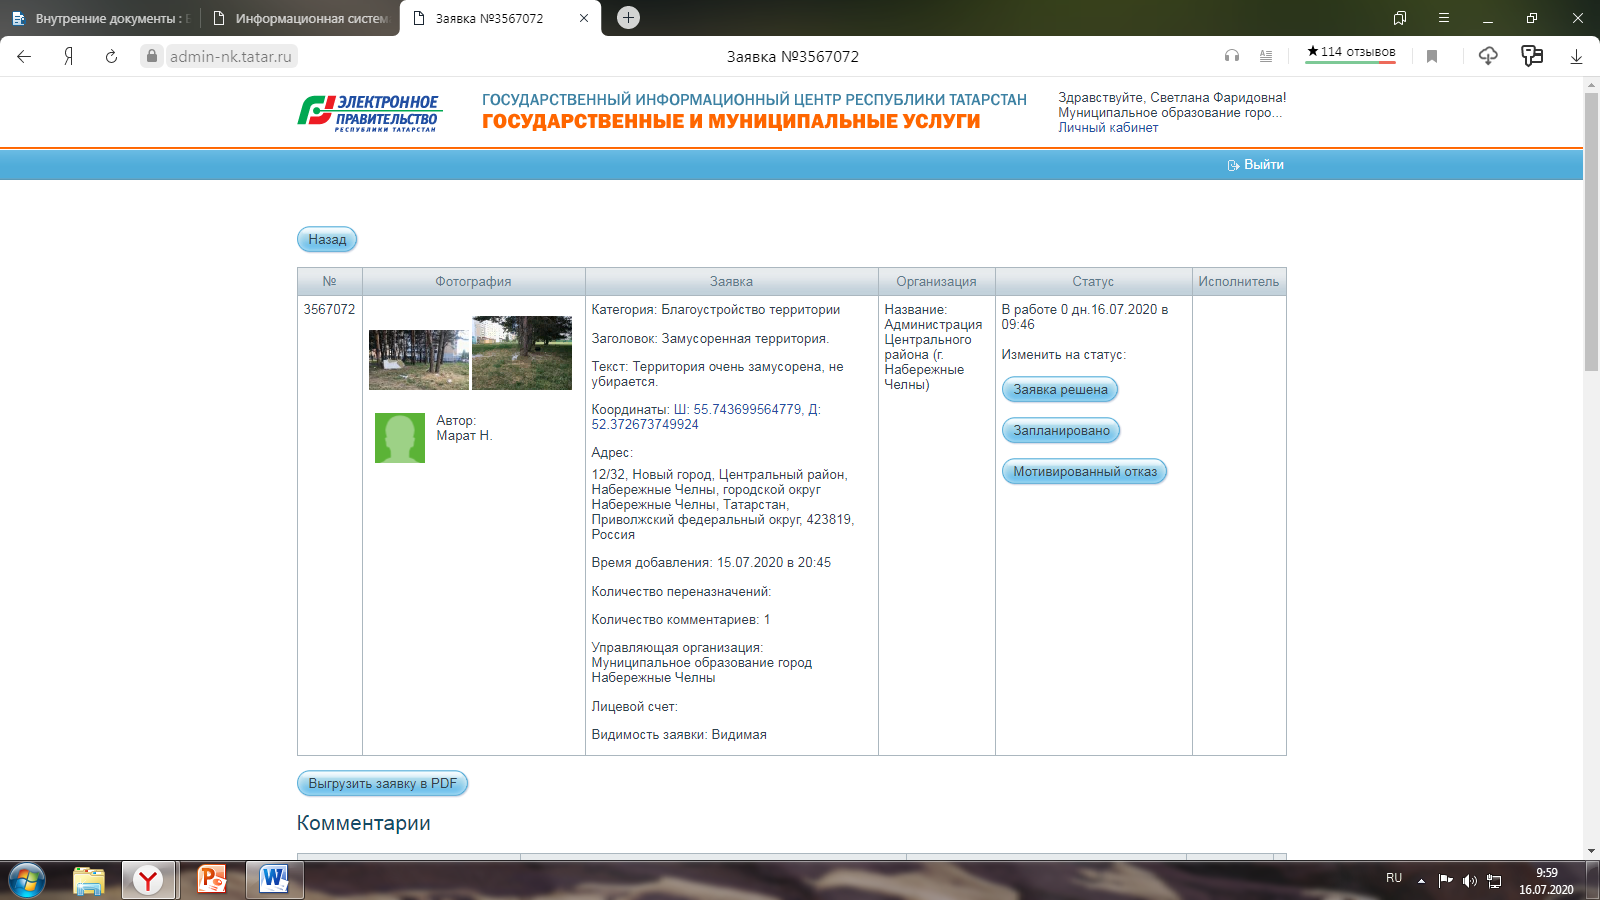 Внутренние документы :
Информационная систем
Заявка №3567072
admin-nk.tatar.ru
Заявка №3567072
★114 отзывов
ЭЛЕКТРОННОЕ
ПРАВИТЕЛЬСТВО
РЕСПУБЛИКИ ТАТАРСТАН
ГОСУДАРСТВЕННЫЙ ИНФОРМАЦИОННЫЙ ЦЕНТР РЕСПУБЛИКИ ТАТАРСТАН
ГОСУДАРСТВЕННЫЕ И МУНИЦИПАЛЬНЫЕ УСЛУГИ
Здравствуйте, Светлана Фаридовна!
Муниципальное образование горо...
Личный кабинет
Выйти
Назад
№
Фотография
Заявка
Организация
Статус
Исполнитель
3567072
Автор:
Марат Н.
Категория: Благоустройство территории
Заголовок: Замусоренная территория.
Текст: Территория очень замусорена, не
убирается.
Координаты: Ш: 55.743699564779, Д:
52.372673749924
Адрес:
12/32, Новый город, Центральный район,
Набережные Челны, городской округ
Набережные Челны, Татарстан,
Приволжский федеральный округ, 423819,
Россия
Время добавления: 15.07.2020 в 20:45
Количество переназначений:
Количество комментариев: 1
Управляющая организация:
Муниципальное образование город
Набережные Челны
Лицевой счет:
Видимость заявки: Видимая
Название:
Администрация
Центрального
района (г.
Набережные
Челны)
В работе 0 дн.16.07.2020 в
09:46
Изменить на статус:
Заявка решена
Запланировано
Мотивированный отказ
Выгрузить заявку в PDF
Комментарии
RU
9:59
16.07.2020